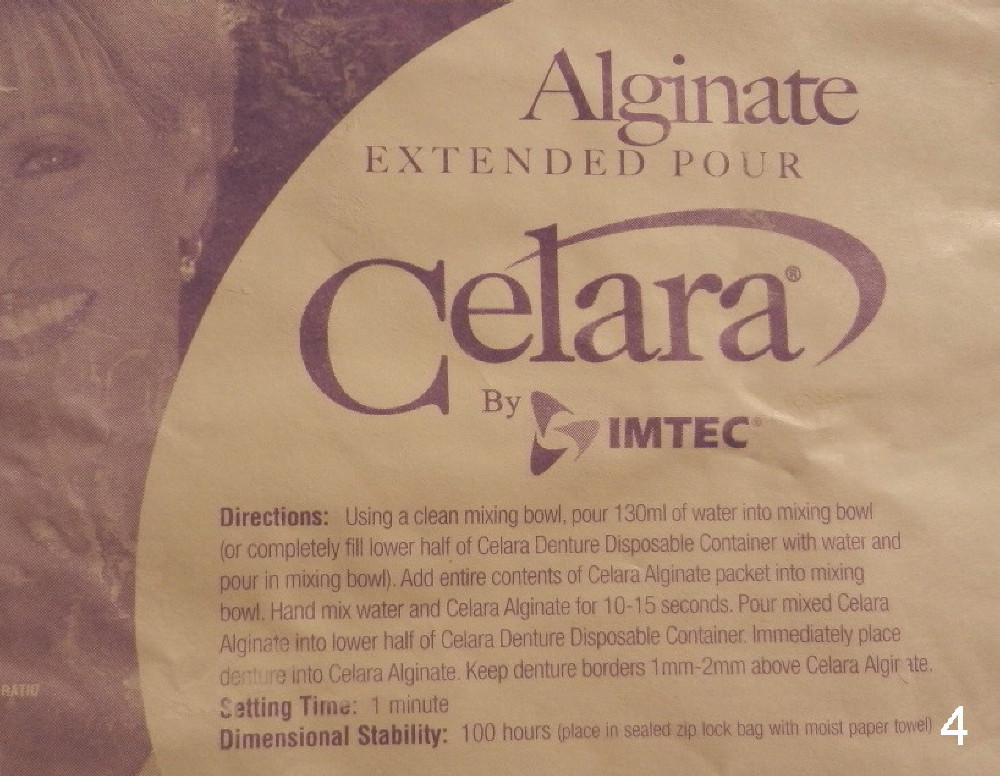 Alginate
EXTENDED POUR
Celara®
By IMTEC®
Directions: Using a clean mixing bowl, pour 130ml of water into mixing bowl
(or completely fill lower half of Celara Denture Disposable Container with water and
pour in mixing bowl). Add entire contents of Celara Alginate packet into mixing
bowl. Hand mix water and Celara Alginate for 10-15 seconds. Pour mixed Celara
Alginate into lower half of Celara Denture Disposable Container. Immediately place
denture into Celara Alginate. Keep denture borders 1mm-2mm above Celara Alginate.
RATIO
Setting Time: 1 minute
Dimensional Stability: 100 hours (place in sealed zip lock bag with moist paper towel)
4